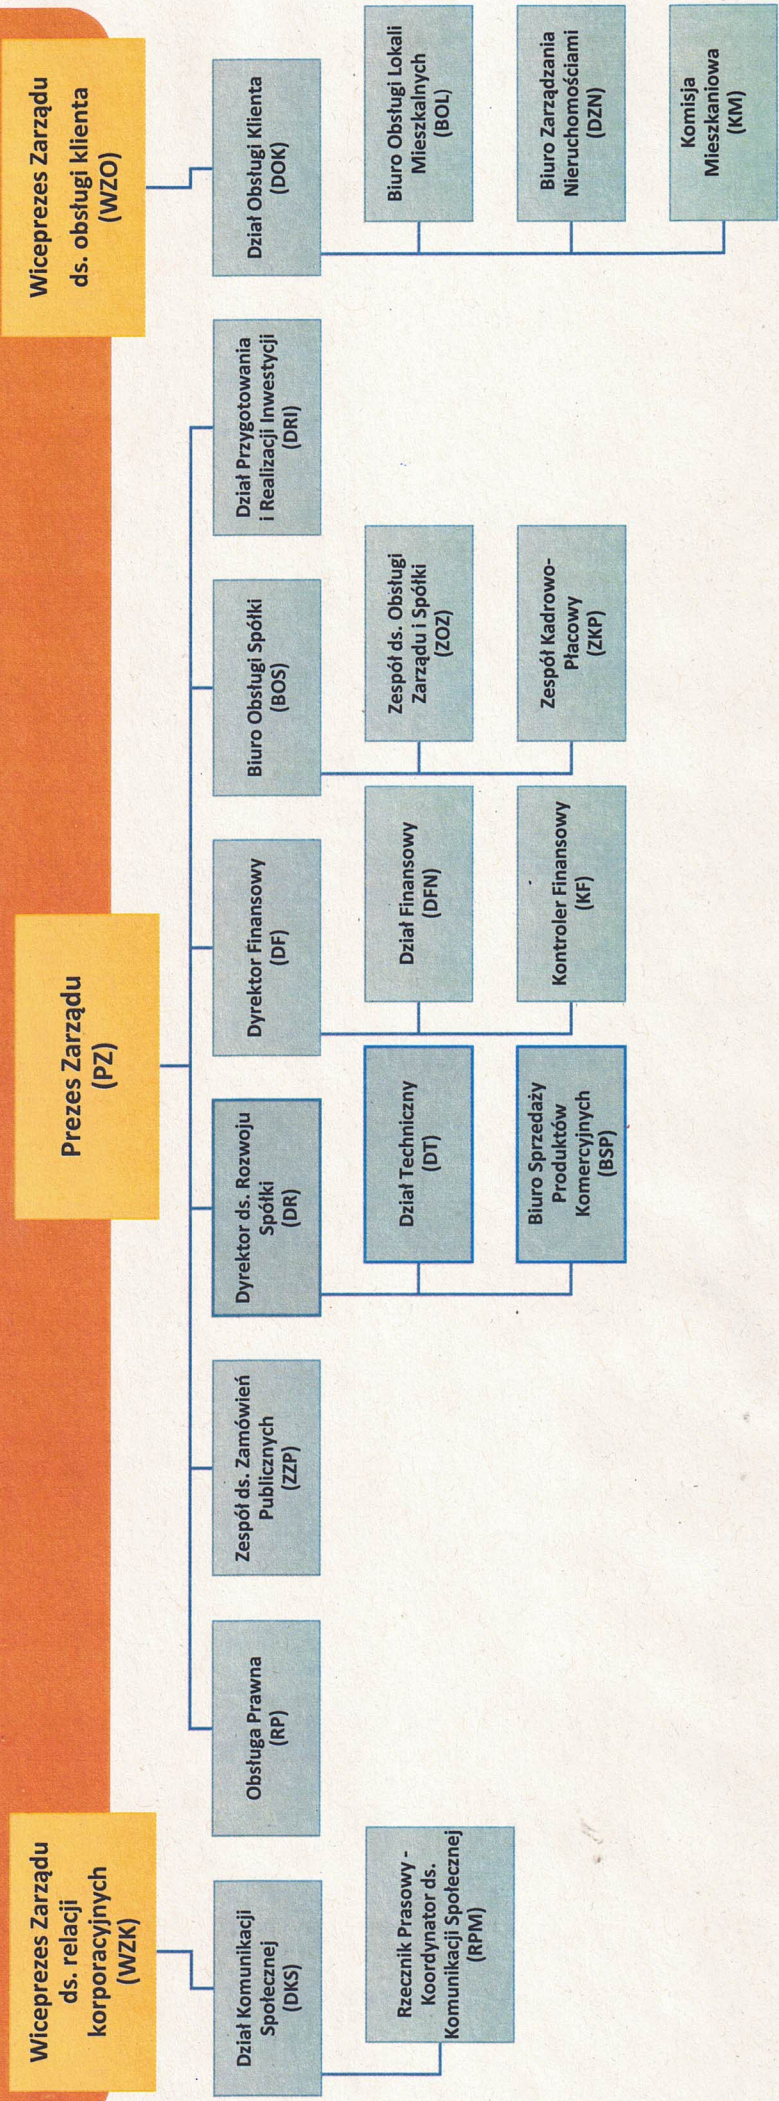 Wiceprezes Zarządu
ds. relacji
korporacyjnych
(WZK)
Prezes Zarządu
(PZ)
Wiceprezes Zarządu
ds. obsługi klienta
(WZO)
Dział Komunikacji
Społecznej
(DKS)
Obsługa Prawna
(RP)
Zespół ds. Zamówień
Publicznych
(ZZP)
Dyrektor ds. Rozwoju
Spółki
(DR)
Dyrektor Finansowy
(DF)
Biuro Obsługi Spółki
(BOS)
Dział Przygotowania
i Realizacji Inwestycji
(DRI)
Dział Obsługi Klienta
(DOK)
Rzecznik Prasowy -
Koordynator ds.
Komunikacji Społecznej
(RPM)
Dział Techniczny
(DT)
Dział Finansowy
(DFN)
Zespół ds. Obsługi
Zarządu i Spółki
(ZOZ)
Biuro Obsługi Lokali
Mieszkalnych
(BOL)
Biuro Sprzedaży
Produktów
Komercyjnych
(BSP)
Kontroler Finansowy
(KF)
Zespół Kadrowo-
Płacowy
(ZKP)
Biuro Zarządzania
Nieruchomościami
(DZN)
Komisja
Mieszkaniowa
(KM)